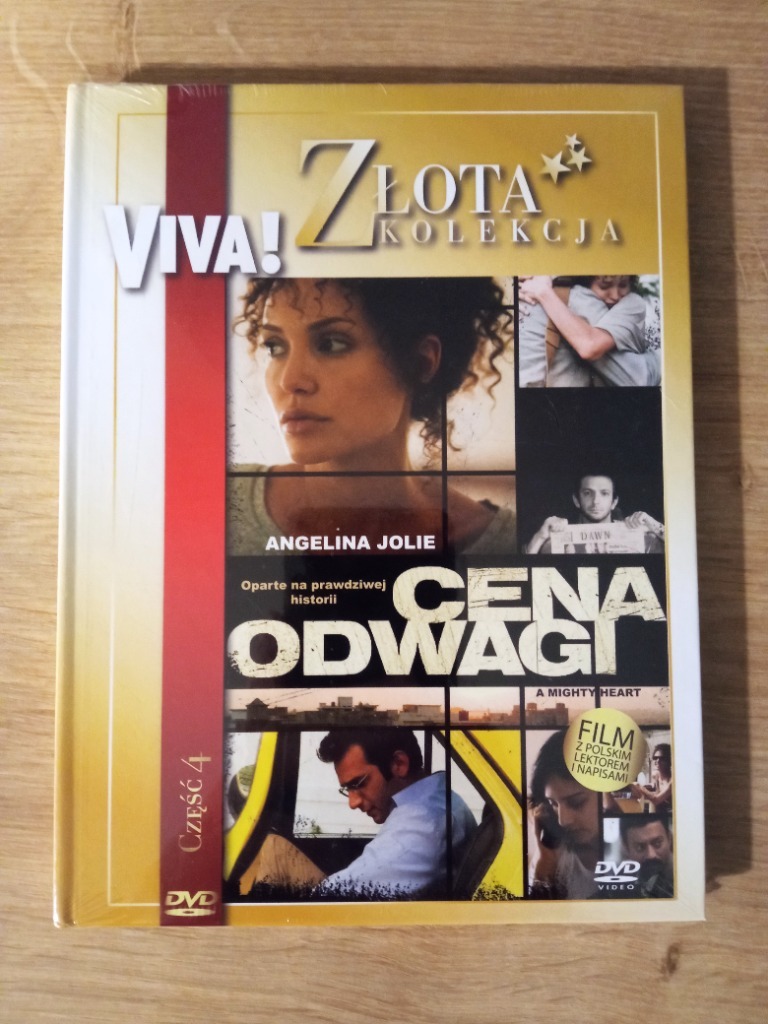 VIVA!
ZŁOTA
KOLEKCJA
DAWN
ANGELINA JOLIE
Oparte na prawdziwej
historii
CENA
ODWAGI
A MIGHTY HEART
FILM
Z POLSKIM
LEKTOREM
I NAPISAMI
CZĘŚĆ 4
DVD
DVD
VIDEO